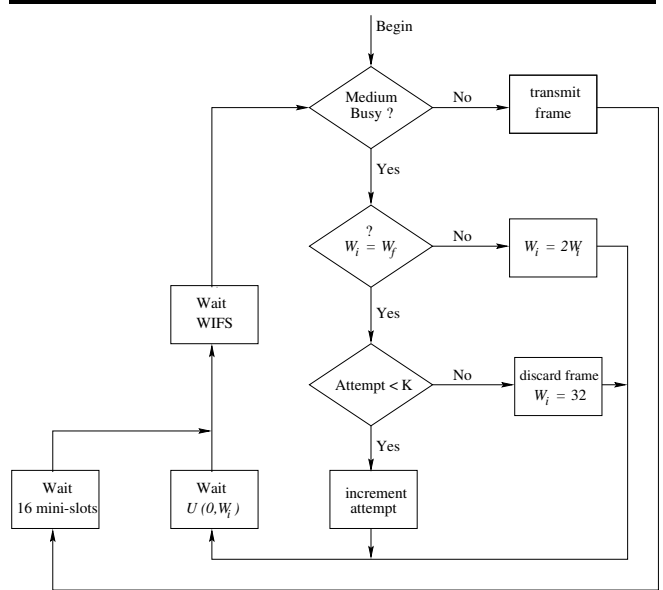 Begin
Medium
Busy ?
No
transmit
frame
Yes
?
W_i = W_f
No
W_i = 2W_i
Yes
Wait
WIFS
Attempt < K
No
discard frame
W_i = 32
Yes
Wait
16 mini-slots
Wait
U (0,W_i )
increment
attempt